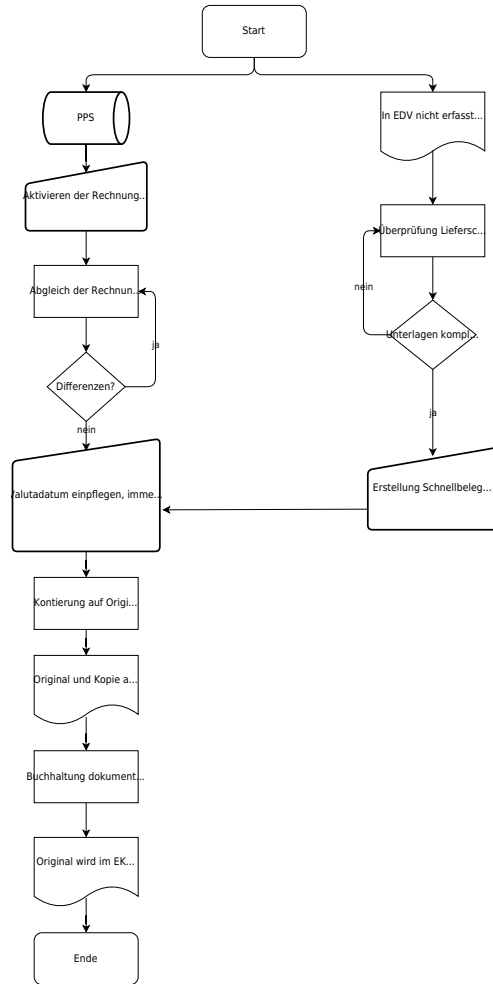 Start
PPS
In EDV nicht erfasst...
Aktivieren der Rechnung...
Überprüfung Liefersc...
Abgleich der Rechnun...
nein
Unterlagen kompl...
ja
Differenzen?
ja
nein
Valutadatum einpflegen, imme...
Erstellung Schnellbeleg...
Kontierung auf Origi...
Original und Kopie a...
Buchhaltung dokument...
Original wird im EK...
Ende